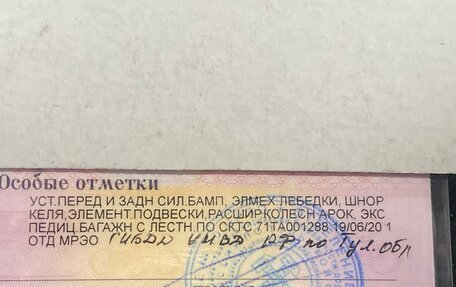 Особые отметки
УСТ.ПЕРЕД И ЗАДН СИЛ.БАМП, ЭЛМЕХ ЛЕБЕДКИ, ШНОР
КЕЛЯ,ЭЛЕМЕНТ.ПОДВЕСКИ,РАСШИР.КОЛЕСН АРОК, ЭКС
ПЕДИЦ.БАГАЖН С ЛЕСТН.ПО СКТС 71ТА001288 19/06/20 1
ОТД МРЭО ГИБДД УМВД РФ по Тул.обл